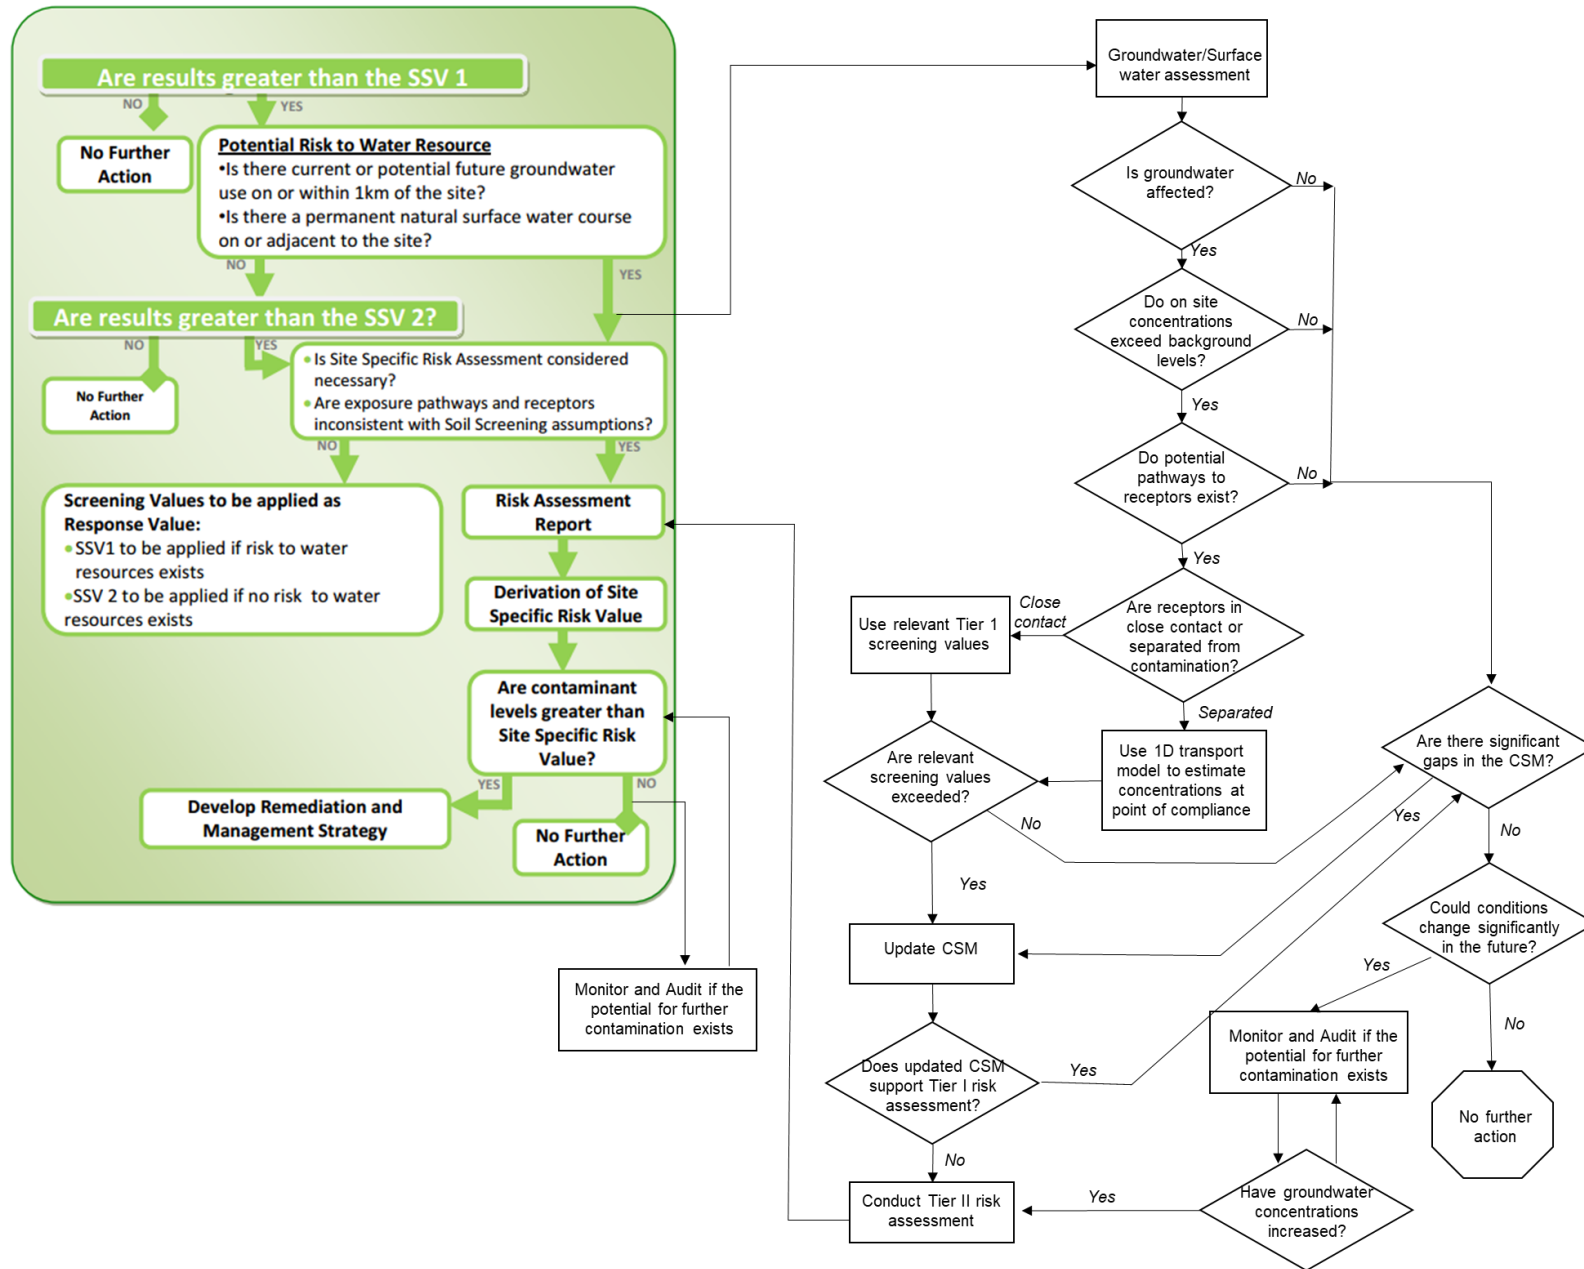 Are results greater than the SSV 1
NO
YES
No Further
Action
Potential Risk to Water Resource
•Is there current or potential future groundwater
use on or within 1km of the site?
•Is there a permanent natural surface water course
on or adjacent to the site?
NO
YES
Are results greater than the SSV 2?
NO
YES
No Further
Action
• Is Site Specific Risk Assessment considered
necessary?
• Are exposure pathways and receptors
inconsistent with Soil Screening assumptions?
NO
YES
Screening Values to be applied as
Response Value:
•SSV1 to be applied if risk to water
resources exists
•SSV 2 to be applied if no risk to water
resources exists
Risk Assessment
Report
Derivation of Site
Specific Risk Value
Are contaminant
levels greater than
Site Specific Risk
Value?
YES
NO
Develop Remediation and
Management Strategy
No Further
Action
Monitor and Audit if the
potential for further
contamination exists
Groundwater/Surface
water assessment
Is groundwater
affected?
No
Yes
Do on site
concentrations
exceed background
levels?
No
Yes
Do potential
pathways to
receptors exist?
No
Yes
Are receptors in
close contact or
separated from
contamination?
Close
contact
Use relevant Tier 1
screening values
Separated
Use 1D transport
model to estimate
concentrations at
point of compliance
Are relevant
screening values
exceeded?
No
Yes
Are there significant
gaps in the CSM?
Yes
No
Update CSM
Could conditions
change significantly
in the future?
Yes
No
Does updated CSM
support Tier I risk
assessment?
Yes
No
Monitor and Audit if the
potential for further
contamination exists
No further
action
Conduct Tier II risk
assessment
Yes
Have groundwater
concentrations
increased?